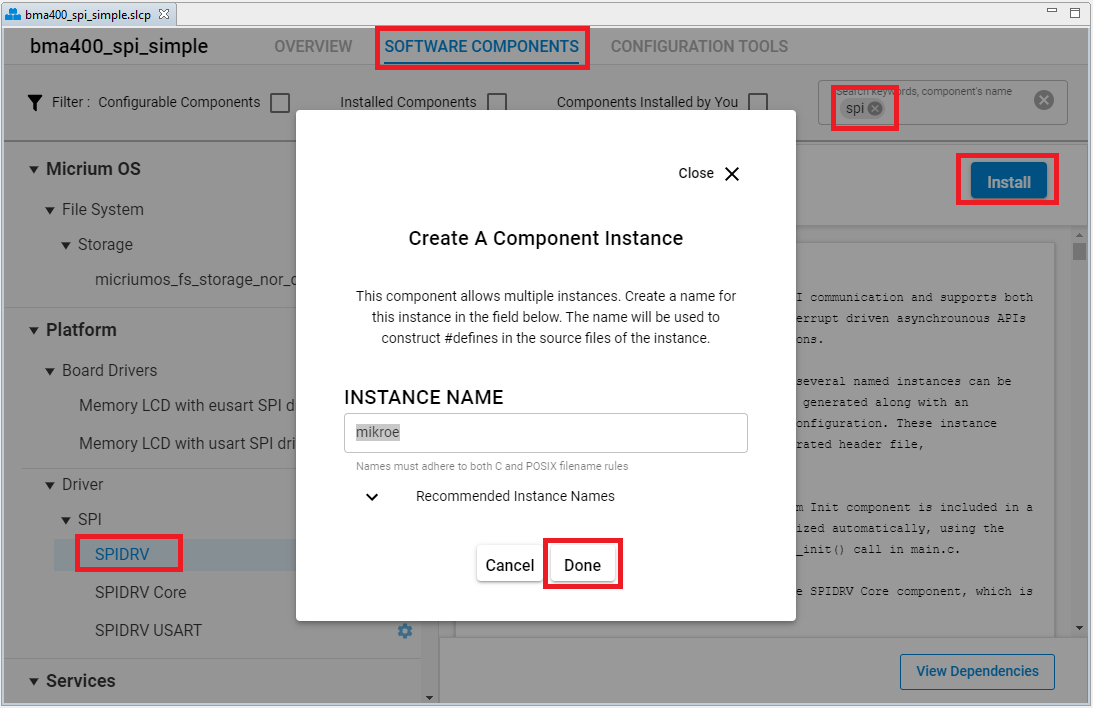 bma400_spi_simple.slcp
bma400_spi_simple
OVERVIEW
SOFTWARE COMPONENTS
CONFIGURATION TOOLS
Filter :
Configurable Components
Installed Components
Components Installed by You
Search keywords, component's name
spi
Micrium OS
File System
Storage
micriumos_fs_storage_nor_
Platform
Board Drivers
Memory LCD with eusart SPI d
Memory LCD with usart SPI dri
Driver
SPI
SPIDRV
SPIDRV Core
SPIDRV USART
Services
Close
Create A Component Instance
This component allows multiple instances. Create a name for
this instance in the field below. The name will be used to
construct #defines in the source files of the instance.
INSTANCE NAME
mikroe
Names must adhere to both C and POSIX filename rules
Recommended Instance Names
Cancel
Done
Install
I communication and supports both
errupt driven asynchrounous APIs
ons.
several named instances can be
generated along with an
onfiguration. These instance
rated header file,
m Init component is included in a
ized automatically, using the
_init() call in main.c.
e SPIDRV Core component, which is
View Dependencies